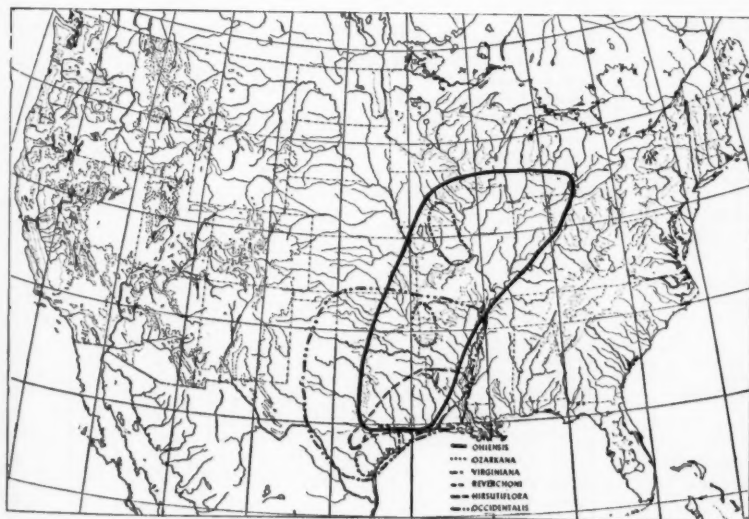 OHIENSIS
OZARKANA
VIRGINIANA
REVERCHONI
HIRSUTIFLORA
OCCIDENTALIS